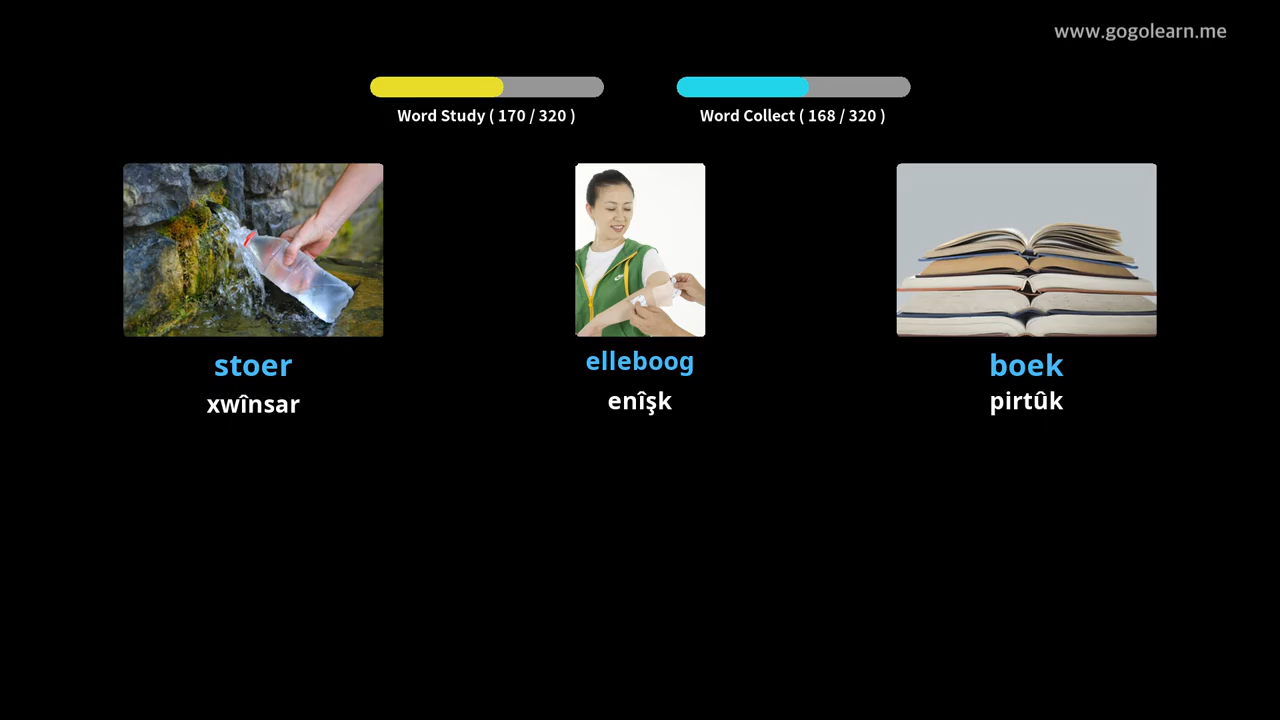 www.gogolearn.me
Word Study ( 170 / 320 )
Word Collect ( 168 / 320 )
stoer
elleboog
boek
xwînsar
enîşk
pirtûk